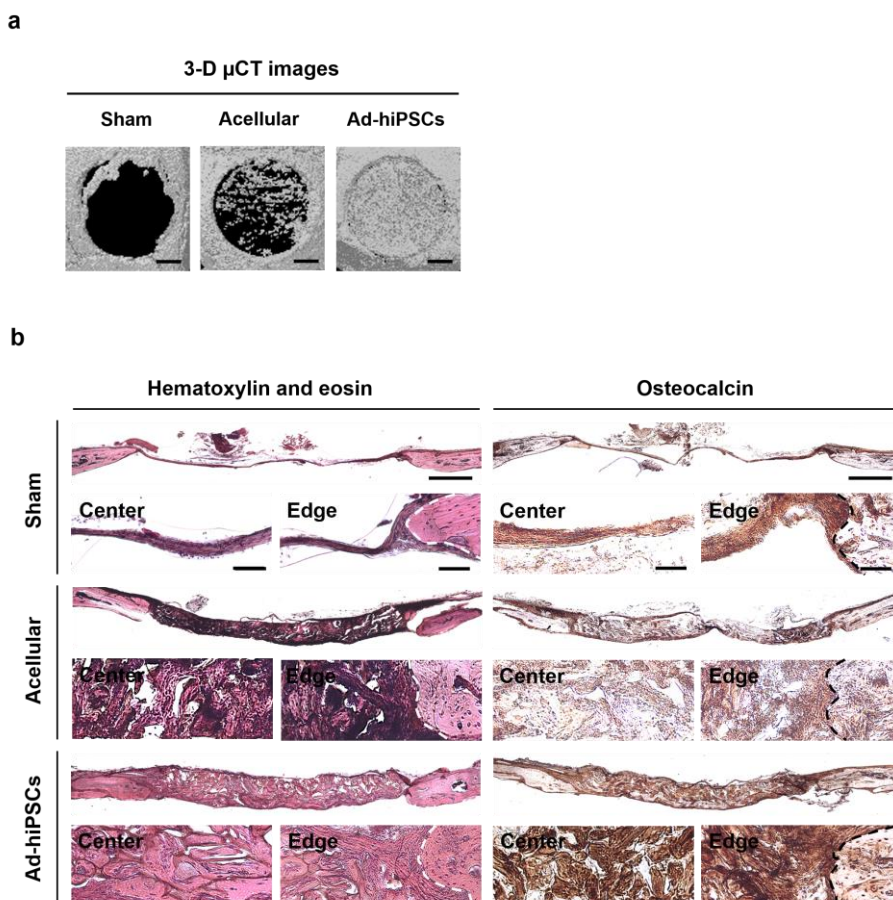 a
3-D µCT images
Sham Acellular Ad-hiPSCs
b
Hematoxylin and eosin Osteocalcin
Sham
Center Edge Center Edge
Acellular
Center Edge Center Edge
Ad-hiPSCs
Center Edge Center Edge